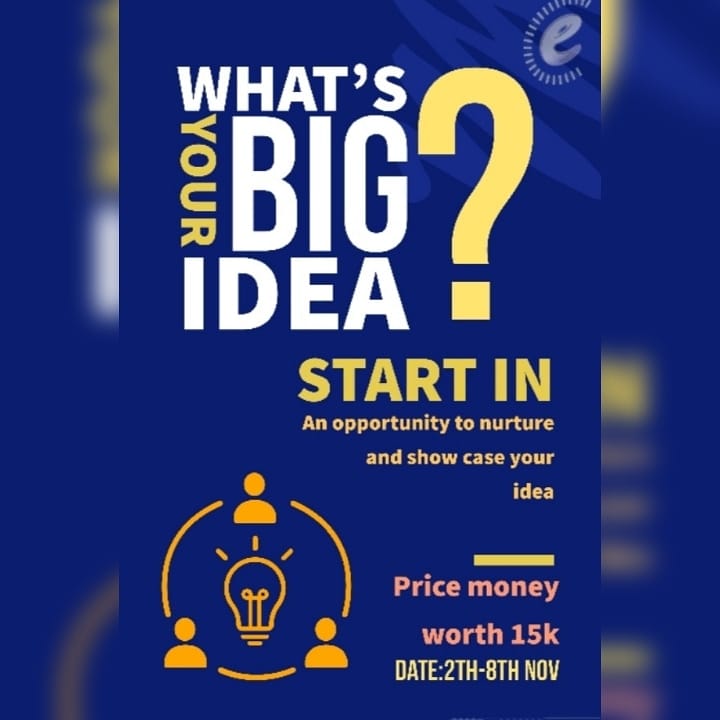 WHAT'S
YOUR
BIG
IDEA
?
START IN
An opportunity to nurture
and show case your
idea
Price money
worth 15k
DATE:2TH-8TH NOV
e